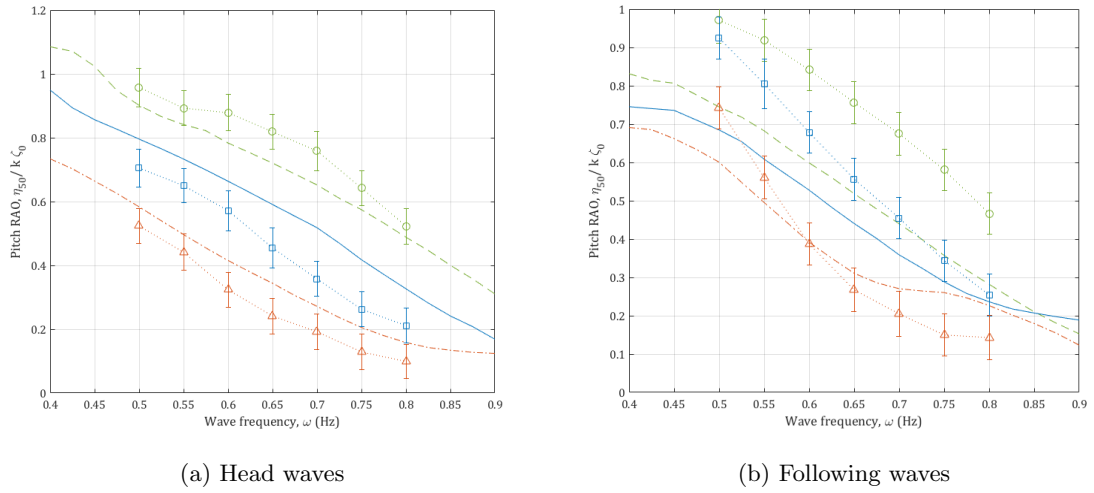 1.2
1
0.8
0.6
0.4
0.2
0
Pitch RAO, η₅₀/ k ζ₀
0.4 0.45 0.5 0.55 0.6 0.65 0.7 0.75 0.8 0.85 0.9
Wave frequency, ω (Hz)
(a) Head waves
1
0.9
0.8
0.7
0.6
0.5
0.4
0.3
0.2
0.1
0
Pitch RAO, η₅₀/ k ζ₀
0.4 0.45 0.5 0.55 0.6 0.65 0.7 0.75 0.8 0.85 0.9
Wave frequency, ω (Hz)
(b) Following waves